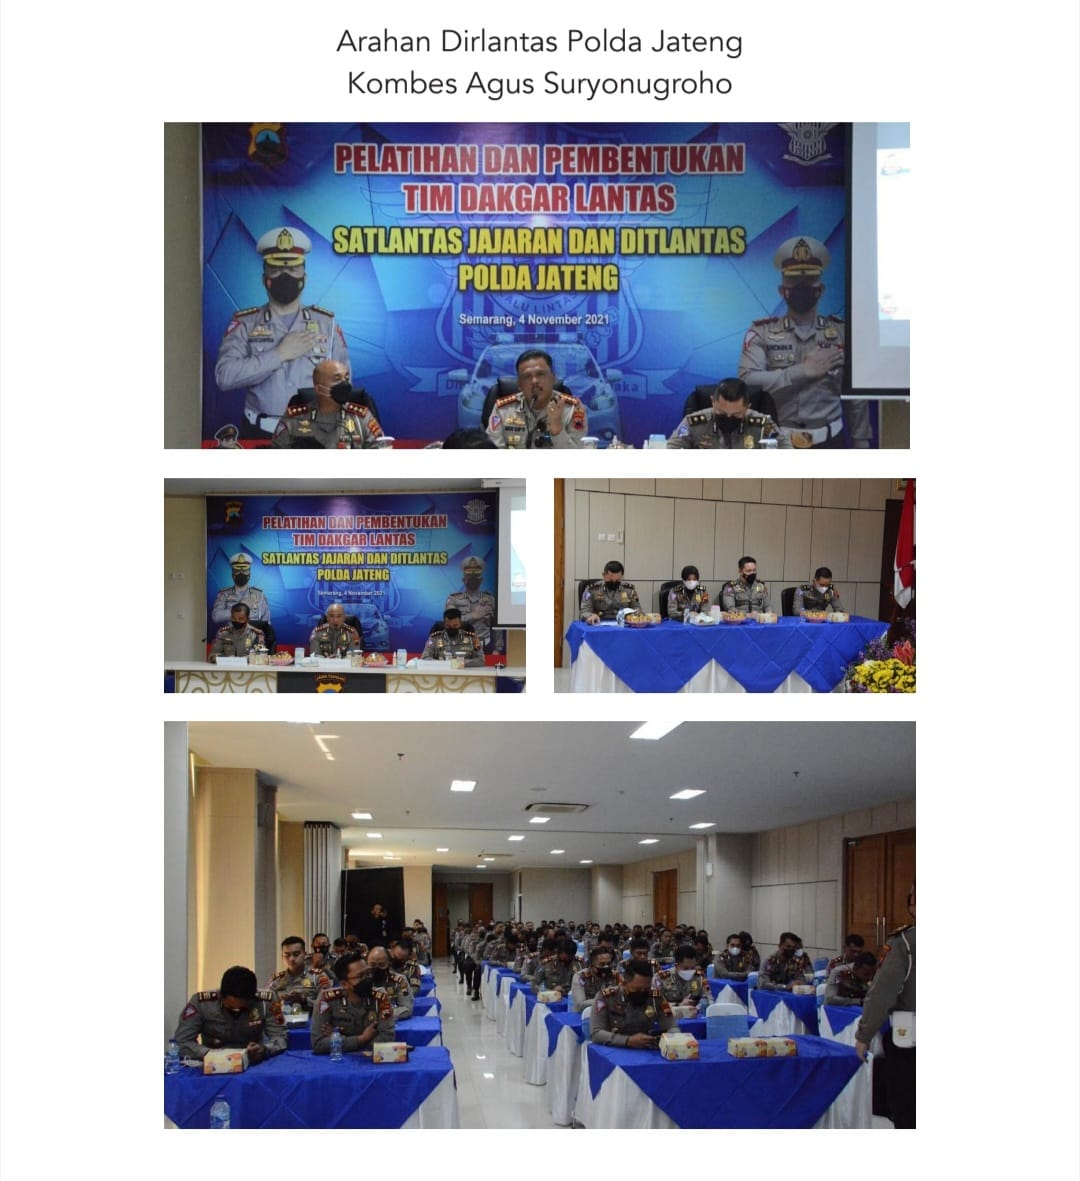 Arahan Dirlantas Polda Jateng
Kombes Agus Suryonugroho
PELATIHAN DAN PEMBENTUKAN
TIM DAKGAR LANTAS
SATLANTAS JAJARAN DAN DITLANTAS
POLDA JATENG
Semarang, 4 November 2021
PELATIHAN DAN PEMBENTUKAN
TIM DAKGAR LANTAS
SATLANTAS JAJARAN DAN DITLANTAS
POLDA JATENG
Semarang, 4 November 2021